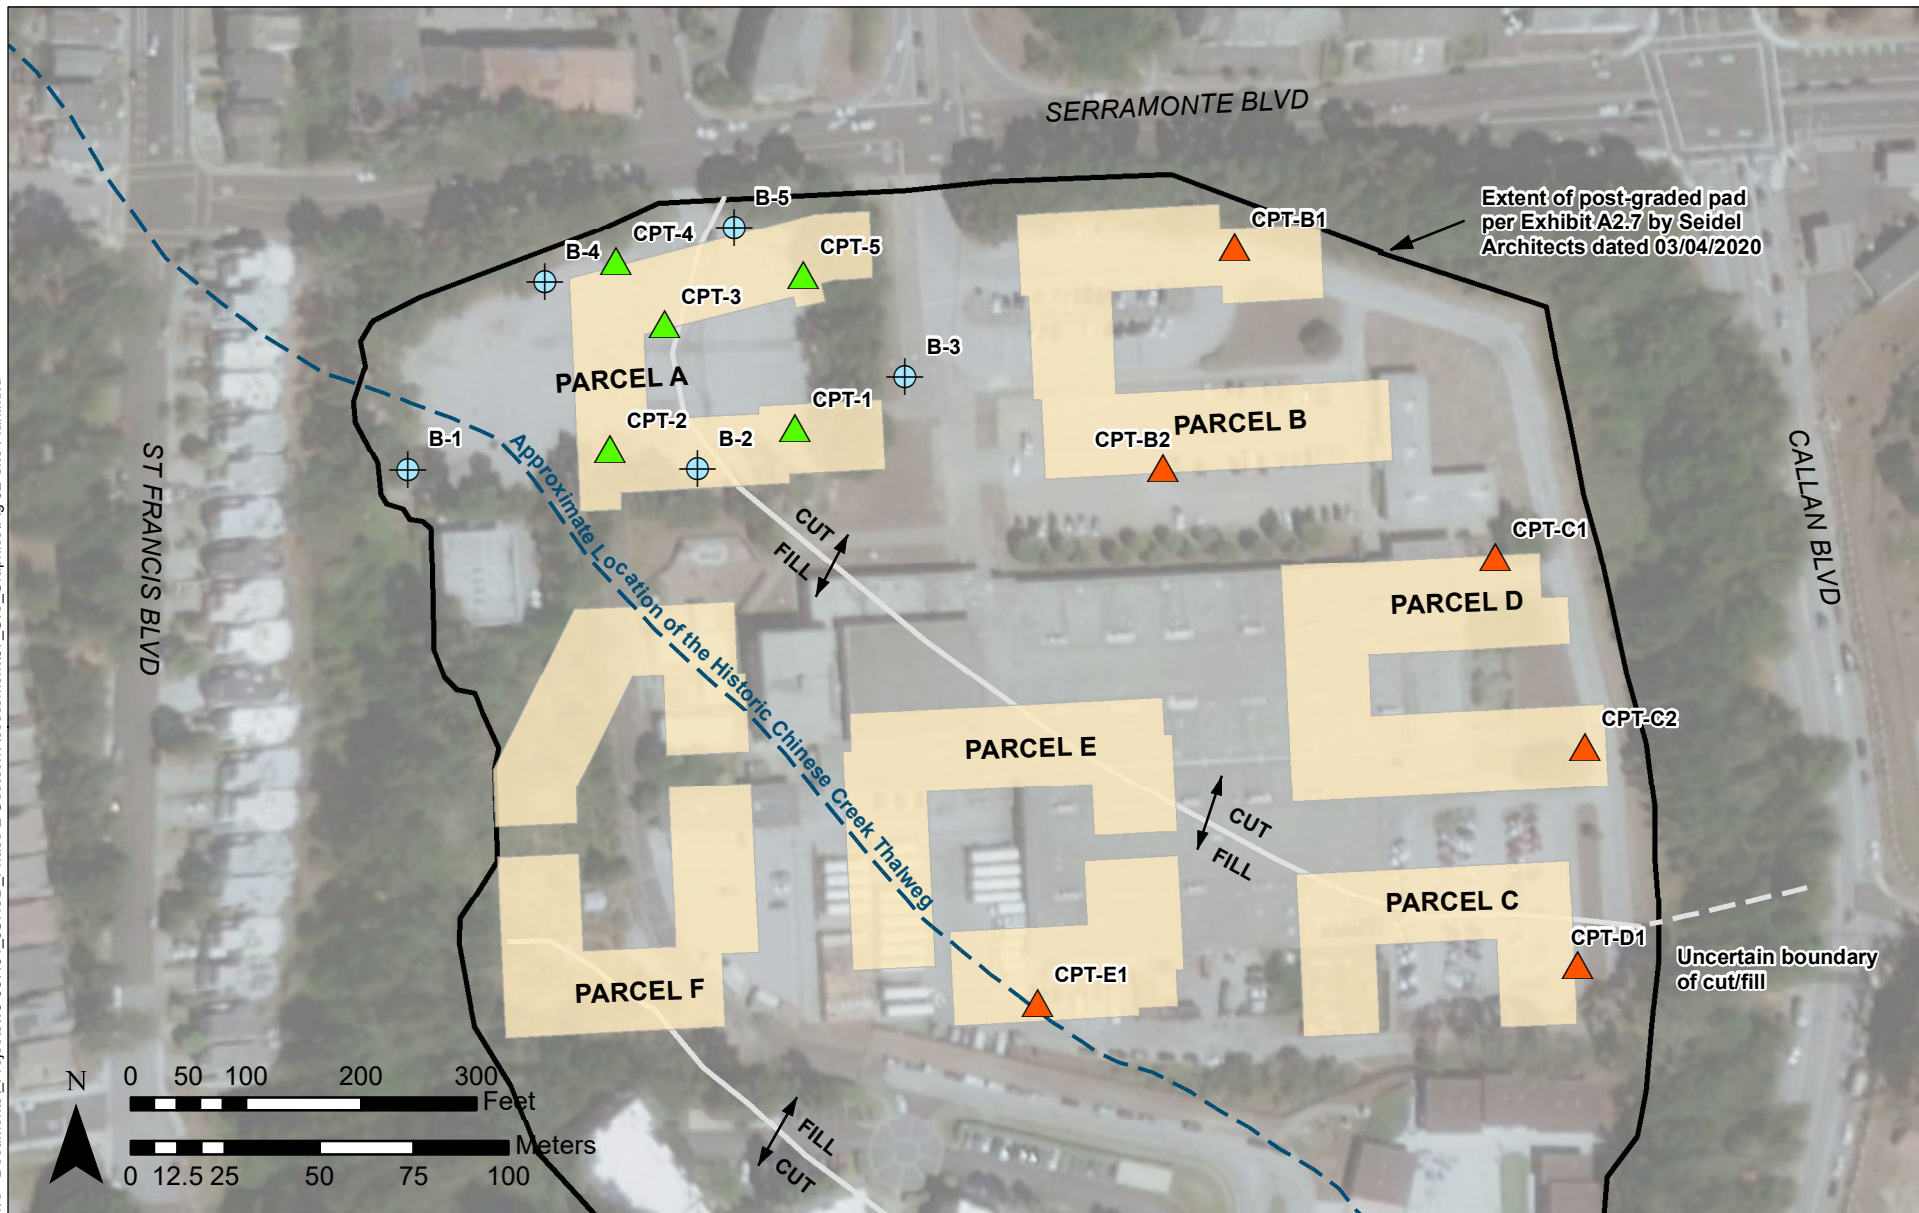 SERRAMONTE BLVD
Extent of post-graded pad
per Exhibit A2.7 by Seidel
Architects dated 03/04/2020
B-5
CPT-4
B-4
CPT-5
CPT-B1
CPT-3
B-3
PARCEL A
CPT-1
CPT-2
B-2
B-1
PARCEL B
CPT-B2
ST FRANCIS BLVD
CALLAN BLVD
Approximate Location of the Historic Chinese Creek Thalweg
CUT
FILL
CPT-C1
PARCEL D
CPT-C2
PARCEL E
CUT
FILL
PARCEL C
CPT-D1
Uncertain boundary
of cut/fill
CPT-E1
PARCEL F
FILL
CUT
N
0 50 100 200 300
Feet
Meters
0 12.5 25 50 75 100